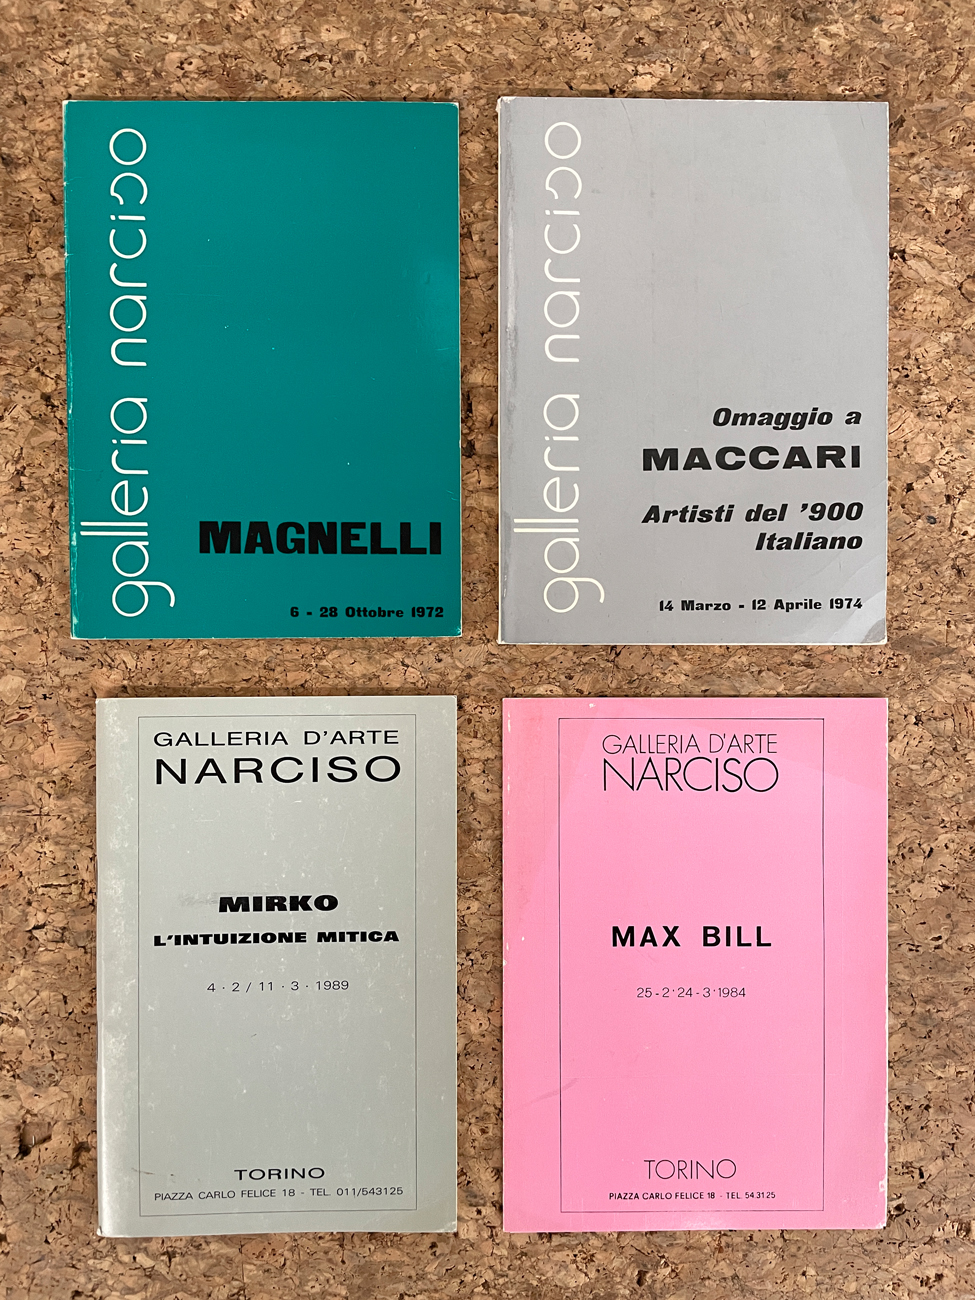 galleria narciso
MAGNELLI
6 - 28 Ottobre 1972
galleria narciso
Omaggio a
MACCARI
Artisti del '900
Italiano
14 Marzo - 12 Aprile 1974
GALLERIA D'ARTE
NARCISO
MIRKO
L'INTUIZIONE MITICA
4 · 2 / 11 · 3 · 1989
TORINO
PIAZZA CARLO FELICE 18 - TEL. 011/543125
GALLERIA D'ARTE
NARCISO
MAX BILL
25 - 2 · 24 - 3 · 1984
TORINO
PIAZZA CARLO FELICE 18 - TEL. 54.31.25